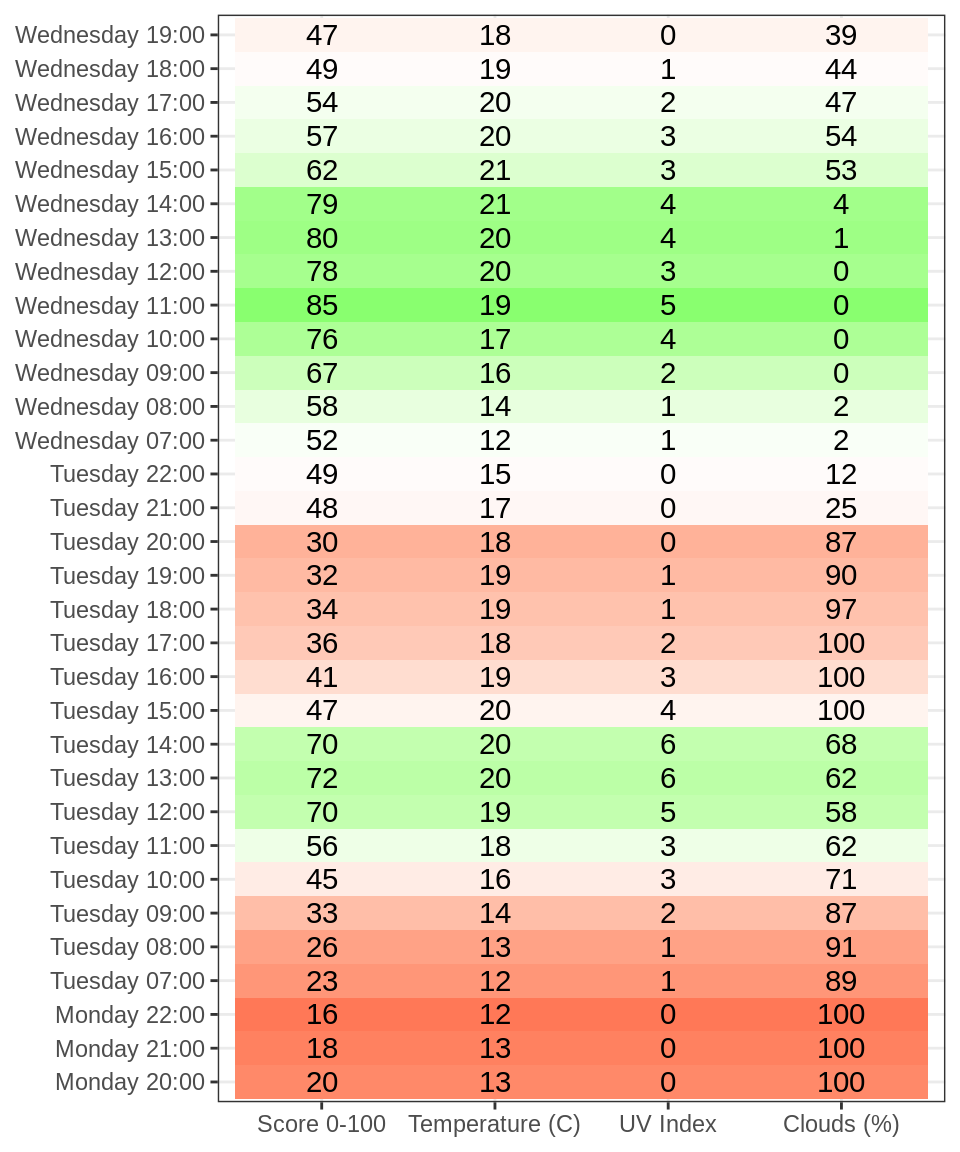 Wednesday 19:00 47 18 0 39
Wednesday 18:00 49 19 1 44
Wednesday 17:00 54 20 2 47
Wednesday 16:00 57 20 3 54
Wednesday 15:00 62 21 3 53
Wednesday 14:00 79 21 4 4
Wednesday 13:00 80 20 4 1
Wednesday 12:00 78 20 3 0
Wednesday 11:00 85 19 5 0
Wednesday 10:00 76 17 4 0
Wednesday 09:00 67 16 2 0
Wednesday 08:00 58 14 1 2
Wednesday 07:00 52 12 1 2
Tuesday 22:00 49 15 0 12
Tuesday 21:00 48 17 0 25
Tuesday 20:00 30 18 0 87
Tuesday 19:00 32 19 1 90
Tuesday 18:00 34 19 1 97
Tuesday 17:00 36 18 2 100
Tuesday 16:00 41 19 3 100
Tuesday 15:00 47 20 4 100
Tuesday 14:00 70 20 6 68
Tuesday 13:00 72 20 6 62
Tuesday 12:00 70 19 5 58
Tuesday 11:00 56 18 3 62
Tuesday 10:00 45 16 3 71
Tuesday 09:00 33 14 2 87
Tuesday 08:00 26 13 1 91
Tuesday 07:00 23 12 1 89
Monday 22:00 16 12 0 100
Monday 21:00 18 13 0 100
Monday 20:00 20 13 0 100
Score 0-100 Temperature (C) UV Index Clouds (%)